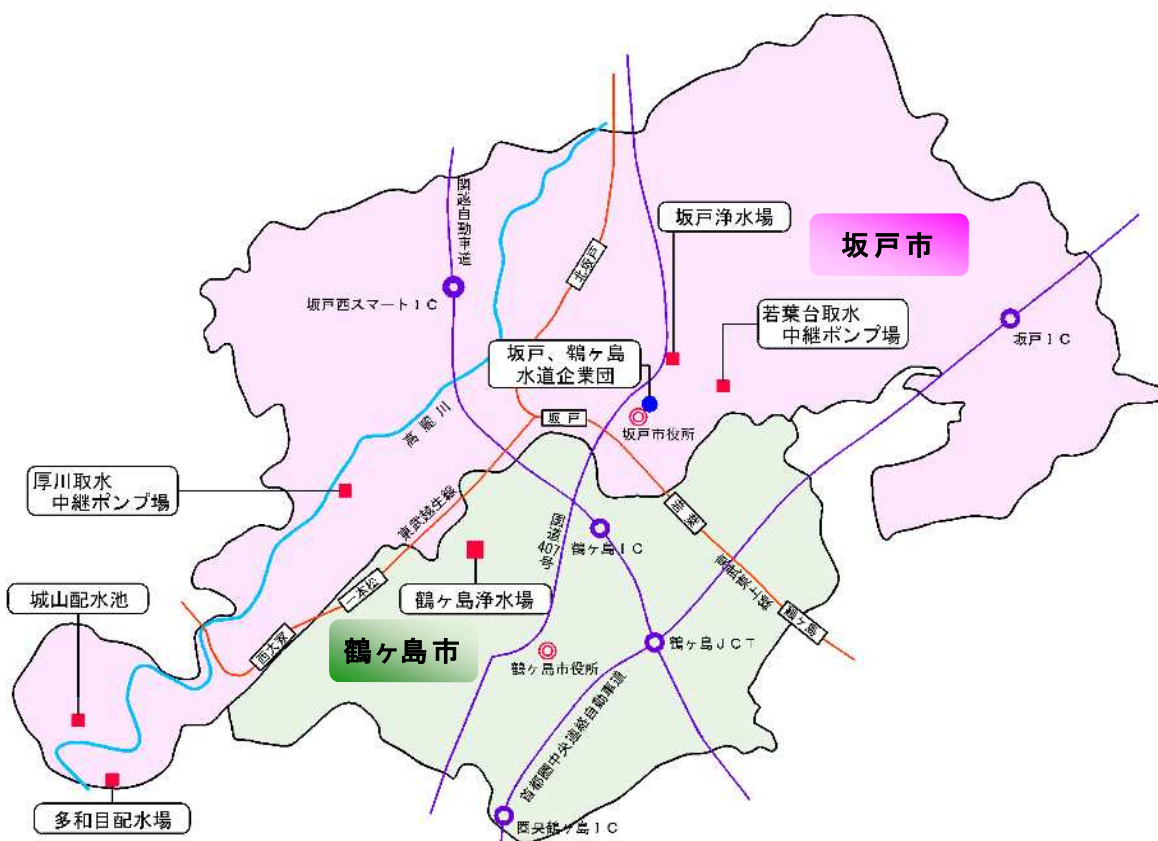 関越自動車道
坂戸浄水場
坂戸市
北坂戸
坂戸西スマートＩＣ
若葉台取水
中継ポンプ場
坂戸ＩＣ
坂戸、鶴ヶ島
水道企業団
高麗川
坂戸
坂戸市役所
厚川取水
中継ポンプ場
東武越生線
国道
407
号
若葉
鶴ヶ島ＩＣ
東武東上線
城山配水池
一本松
鶴ヶ島浄水場
鶴ヶ島
西大家
鶴ヶ島市
鶴ヶ島市役所
鶴ヶ島ＪＣＴ
首都圏中央連絡自動車道
多和目配水場
圏央鶴ヶ島ＩＣ